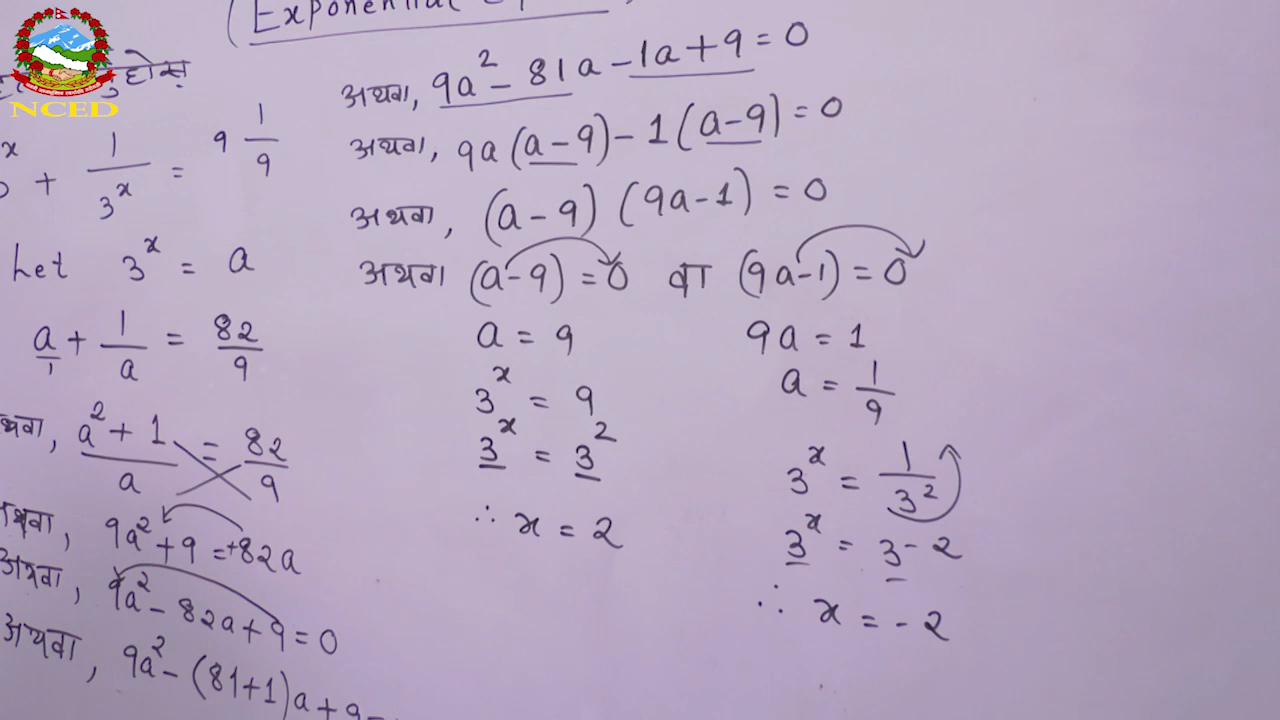 (Exponential
NCED
x + 1/3^x = 9 1/9
Let 3^x = a
a/1 + 1/a = 82/9
अथवा, (a^2 + 1)/a = 82/9
अथवा, 9a^2 + 9 = +82a
अथवा, 9a^2 - 82a + 9 = 0
अथवा, 9a^2 - (81+1)a + 9
अथवा, 9a^2 - 81a - 1a + 9 = 0
अथवा, 9a (a - 9) - 1 (a - 9) = 0
अथवा, (a - 9) (9a - 1) = 0
अथवा (a - 9) = 0 वा (9a - 1) = 0
a = 9
3^x = 9
3^x = 3^2
∴ x = 2
9a = 1
a = 1/9
3^x = 1/3^2
3^x = 3^-2
∴ x = -2